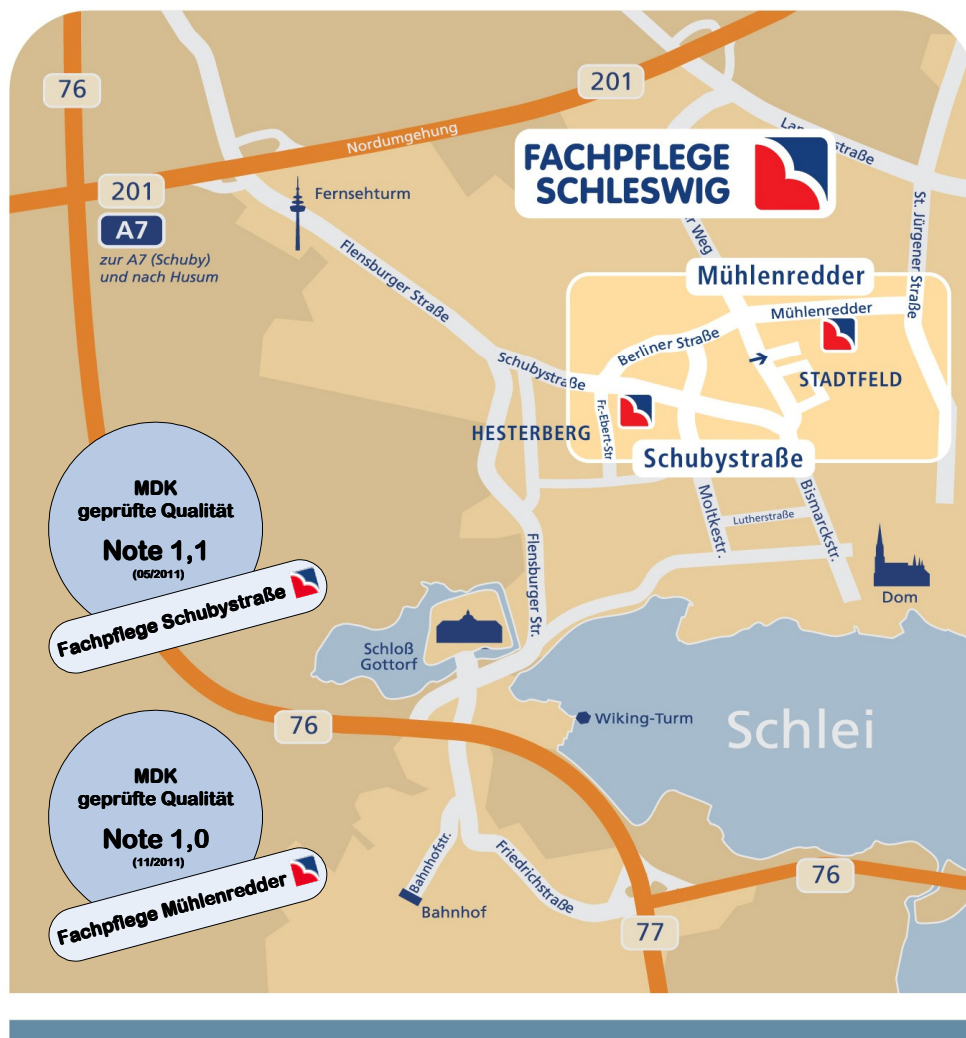 76
201
Nordumgehung
201
A7
zur A7 (Schuby)
und nach Husum
Fernsehturm
FACHPFLEGE
SCHLESWIG
straße
St. Jürgener Straße
r Weg
Flensburger Straße
Mühlenredder
Mühlenredder
Berliner Straße
Schubystraße
STADTFELD
Fr.-Ebert-Str
HESTERBERG
Schubystraße
Moltkestr.
Bismarckstr.
Lutherstraße
Flensburger Str.
Dom
MDK
geprüfte Qualität
Note 1,1
(05/2011)
Fachpflege Schubystraße
Schloß
Gottorf
Wiking-Turm
Schlei
76
MDK
geprüfte Qualität
Note 1,0
(11/2011)
Fachpflege Mühlenredder
Bahnhofstr.
Bahnhof
Friedrichstraße
76
77